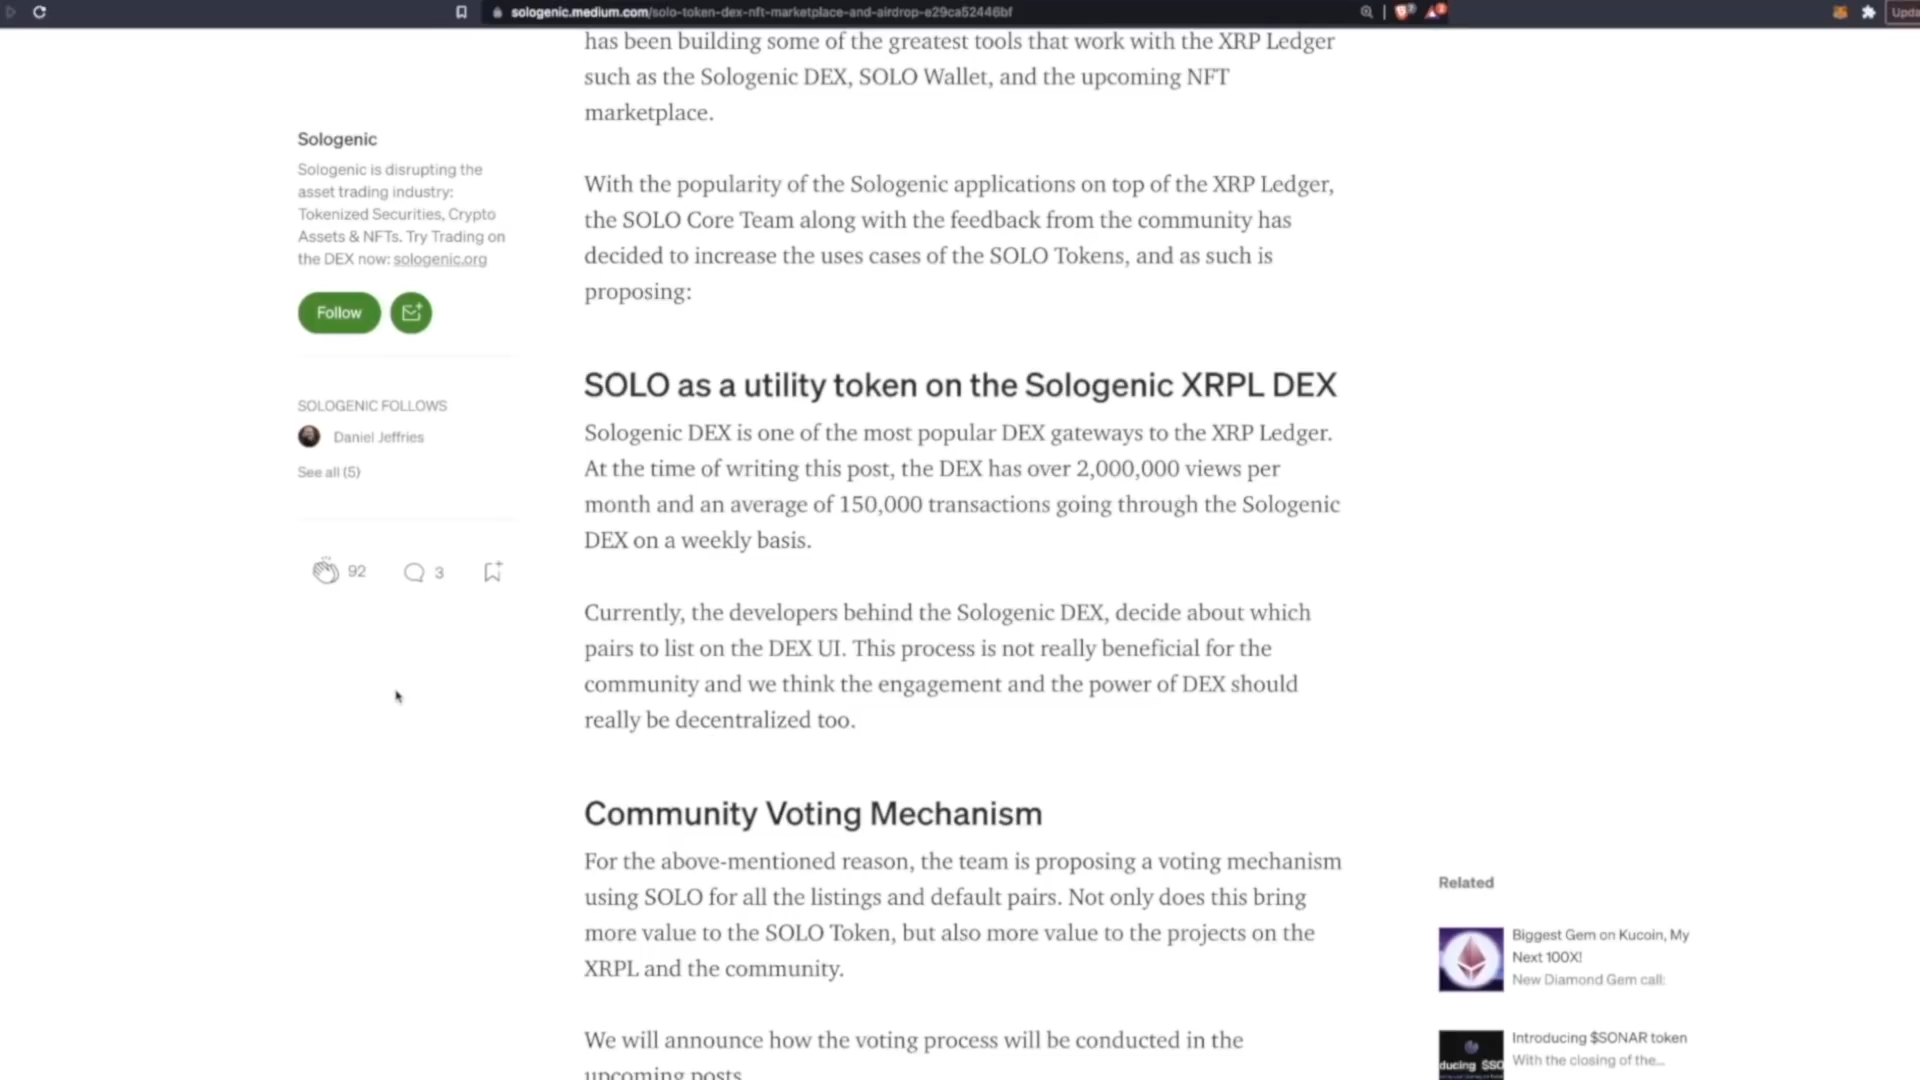 sologenic.medium.com/solo-token-dex-nft-marketplace-and-airdrop-e29ca52446bf
has been building some of the greatest tools that work with the XRP Ledger
such as the Sologenic DEX, SOLO Wallet, and the upcoming NFT
marketplace.
Sologenic
Sologenic is disrupting the
asset trading industry:
Tokenized Securities, Crypto
Assets & NFTs. Try Trading on
the DEX now: sologenic.org
Follow
SOLOGENIC FOLLOWS
Daniel Jeffries
See all (5)
92
3
With the popularity of the Sologenic applications on top of the XRP Ledger,
the SOLO Core Team along with the feedback from the community has
decided to increase the uses cases of the SOLO Tokens, and as such is
proposing:
SOLO as a utility token on the Sologenic XRPL DEX
Sologenic DEX is one of the most popular DEX gateways to the XRP Ledger.
At the time of writing this post, the DEX has over 2,000,000 views per
month and an average of 150,000 transactions going through the Sologenic
DEX on a weekly basis.
Currently, the developers behind the Sologenic DEX, decide about which
pairs to list on the DEX UI. This process is not really beneficial for the
community and we think the engagement and the power of DEX should
really be decentralized too.
Community Voting Mechanism
For the above-mentioned reason, the team is proposing a voting mechanism
using SOLO for all the listings and default pairs. Not only does this bring
more value to the SOLO Token, but also more value to the projects on the
XRPL and the community.
We will announce how the voting process will be conducted in the
upcoming posts
Related
Biggest Gem on Kucoin, My
Next 100X!
New Diamond Gem call:
Introducing $SONAR token
With the closing of the...
ducing $SO